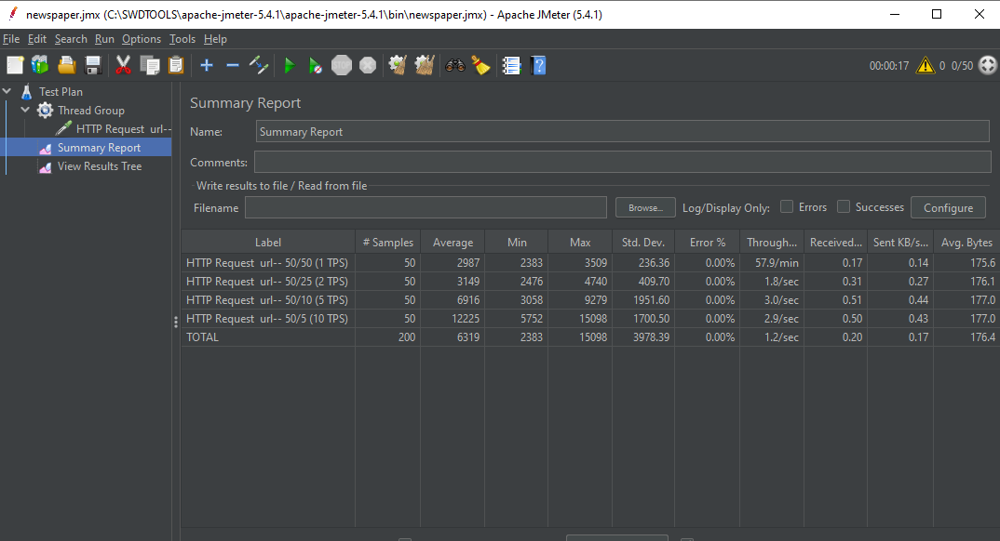 newspaper.jmx (C:\SWDTOOLS\apache-jmeter-5.4.1\apache-jmeter-5.4.1\bin\newspaper.jmx) - Apache JMeter (5.4.1)
File Edit Search Run Options Tools Help
00:00:17 0 0/50
Test Plan
Thread Group
HTTP Request url--
Summary Report
View Results Tree
Summary Report
Name: Summary Report
Comments:
Write results to file / Read from file
Filename Browse... Log/Display Only: Errors Successes Configure
Label # Samples Average Min Max Std. Dev. Error % Through... Received... Sent KB/s... Avg. Bytes
HTTP Request url-- 50/50 (1 TPS) 50 2987 2383 3509 236.36 0.00% 57.9/min 0.17 0.14 175.6
HTTP Request url-- 50/25 (2 TPS) 50 3149 2476 4740 409.70 0.00% 1.8/sec 0.31 0.27 176.1
HTTP Request url-- 50/10 (5 TPS) 50 6916 3058 9279 1951.60 0.00% 3.0/sec 0.51 0.44 177.0
HTTP Request url-- 50/5 (10 TPS) 50 12225 5752 15098 1700.50 0.00% 2.9/sec 0.50 0.43 177.0
TOTAL 200 6319 2383 15098 3978.39 0.00% 1.2/sec 0.20 0.17 176.4